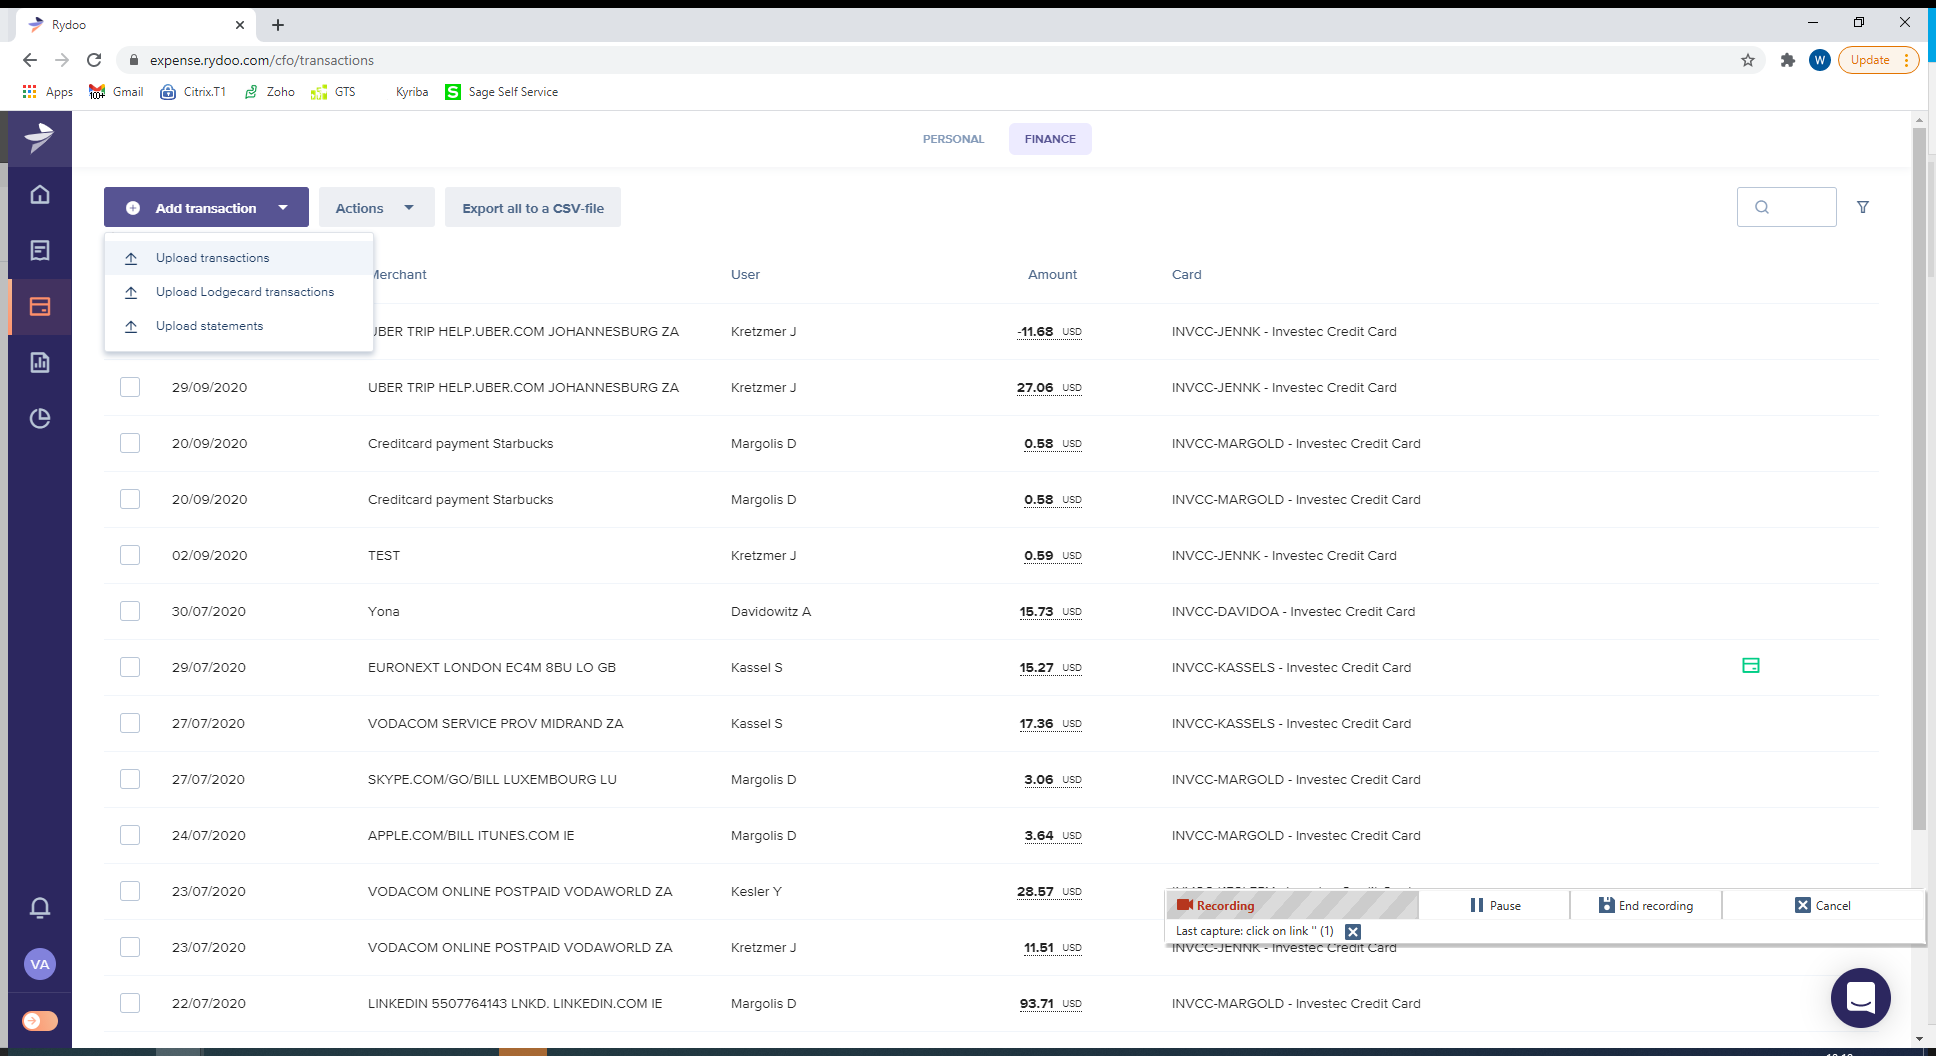 Rydoo
expense.rydoo.com/cfo/transactions
W
Update
Apps
100+
Gmail
Citrix.T1
Zoho
GTS
Kyriba
S
Sage Self Service
PERSONAL
FINANCE
Add transaction
Actions
Export all to a CSV-file
Upload transactions
Upload Lodgecard transactions
Upload statements
Merchant User Amount Card
UBER TRIP HELP.UBER.COM JOHANNESBURG ZA Kretzmer J -11.68 USD INVCC-JENNK - Investec Credit Card
29/09/2020 UBER TRIP HELP.UBER.COM JOHANNESBURG ZA Kretzmer J 27.06 USD INVCC-JENNK - Investec Credit Card
20/09/2020 Creditcard payment Starbucks Margolis D 0.58 USD INVCC-MARGOLD - Investec Credit Card
20/09/2020 Creditcard payment Starbucks Margolis D 0.58 USD INVCC-MARGOLD - Investec Credit Card
02/09/2020 TEST Kretzmer J 0.59 USD INVCC-JENNK - Investec Credit Card
30/07/2020 Yona Davidowitz A 15.73 USD INVCC-DAVIDOA - Investec Credit Card
29/07/2020 EURONEXT LONDON EC4M 8BU LO GB Kassel S 15.27 USD INVCC-KASSELS - Investec Credit Card
27/07/2020 VODACOM SERVICE PROV MIDRAND ZA Kassel S 17.36 USD INVCC-KASSELS - Investec Credit Card
27/07/2020 SKYPE.COM/GO/BILL LUXEMBOURG LU Margolis D 3.06 USD INVCC-MARGOLD - Investec Credit Card
24/07/2020 APPLE.COM/BILL ITUNES.COM IE Margolis D 3.64 USD INVCC-MARGOLD - Investec Credit Card
23/07/2020 VODACOM ONLINE POSTPAID VODAWORLD ZA Kesler Y 28.57 USD
Recording
Pause
End recording
Cancel
Last capture: click on link '' (1)
23/07/2020 VODACOM ONLINE POSTPAID VODAWORLD ZA Kretzmer J 11.51 USD INVCC-JENNK - Investec Credit Card
22/07/2020 LINKEDIN 5507764143 LNKD. LINKEDIN.COM IE Margolis D 93.71 USD INVCC-MARGOLD - Investec Credit Card
VA